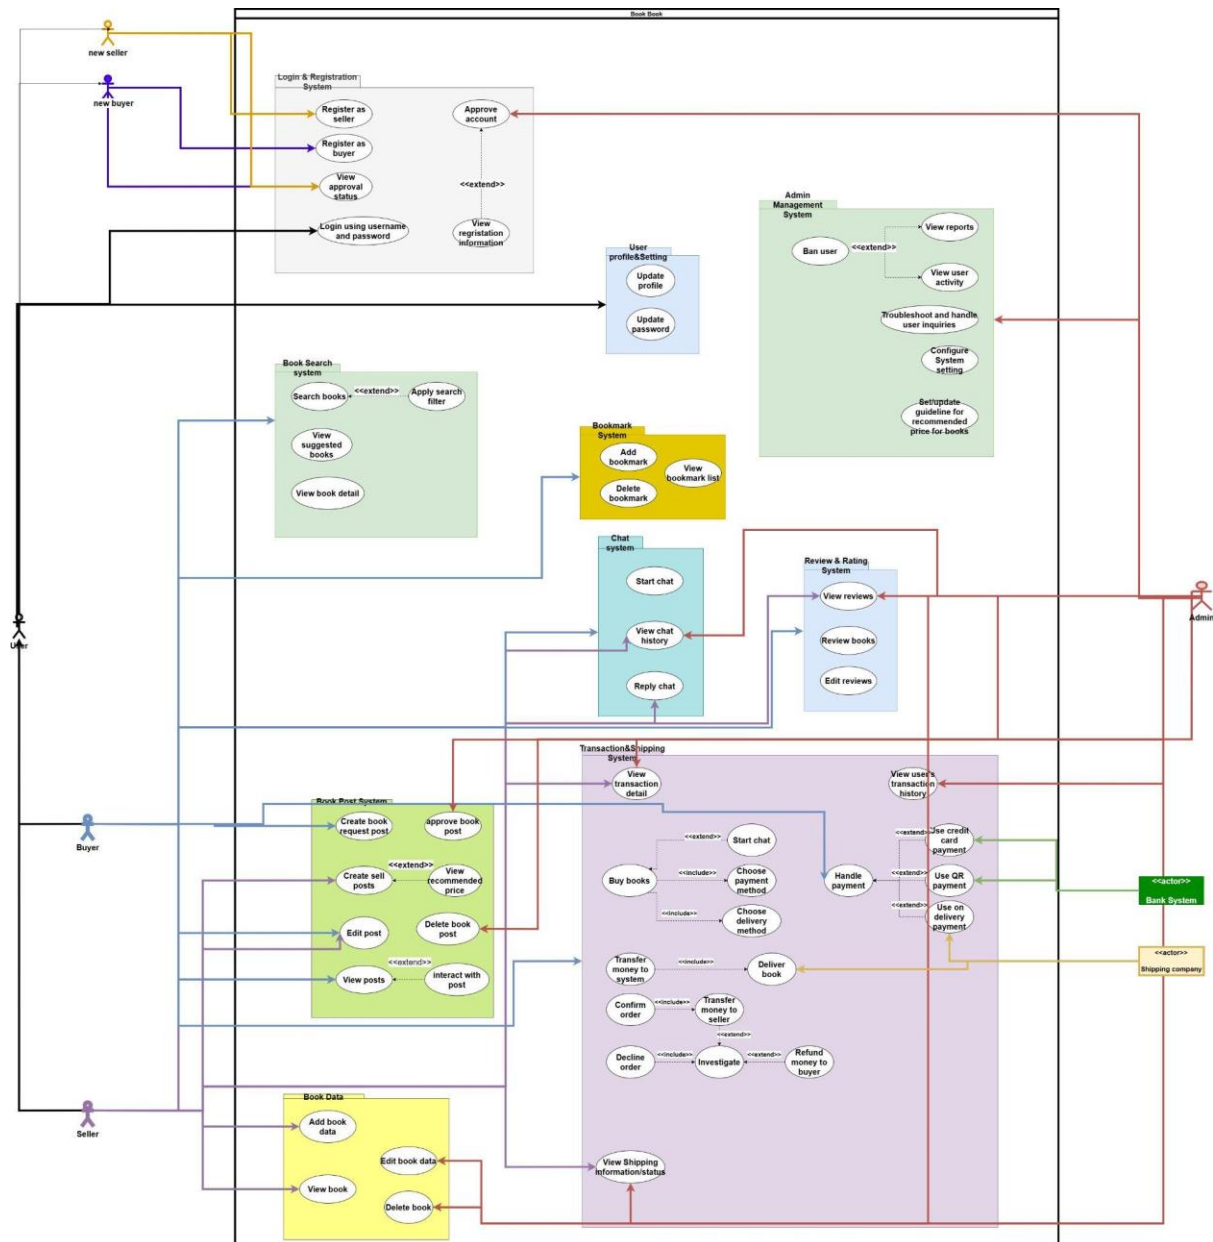 Book Book
new seller
new buyer
Login & Registration
System
Register as
seller
Approve
account
Register as
buyer
View
approval
status
<<extend>>
Login using username
and password
View
regristation
information
Admin
Management
System
View reports
Ban user
<<extend>>
View user
activity
Troubleshoot and handle
user inquiries
Configure
System
setting
Set/update
guideline for
recommended
price for books
User
profile&Setting
Update
profile
Update
password
Book Search
system
Search books
<<extend>>
Apply search
filter
View
suggested
books
View book detail
Bookmark
System
Add
bookmark
View
bookmark list
Delete
bookmark
Chat
system
Start chat
View chat
history
Reply chat
Review & Rating
System
View reviews
Review books
Edit reviews
User
Admin
Buyer
Seller
Book Post System
Create book
request post
approve book
post
Create sell
posts
<<extend>>
View
recommended
price
Edit post
Delete book
post
View posts
<<extend>>
interact with
post
Transaction&Shipping
System
View
transaction
detail
View user's
transaction
history
<<extend>>
Start chat
Buy books
<<include>>
Choose
payment
method
<<include>>
Choose
delivery
method
Handle
payment
<<extend>>
Use credit
card
payment
<<extend>>
Use QR
payment
<<extend>>
Use on
delivery
payment
Transfer
money to
system
<<include>>
Deliver
book
Confirm
order
<<include>>
Transfer
money to
seller
<<extend>>
Decline
order
<<include>>
Investigate
<<extend>>
Refund
money to
buyer
View Shipping
information/status
<<actor>>
Bank System
<<actor>>
Shipping company
Book Data
Add book
data
Edit book data
View book
Delete book